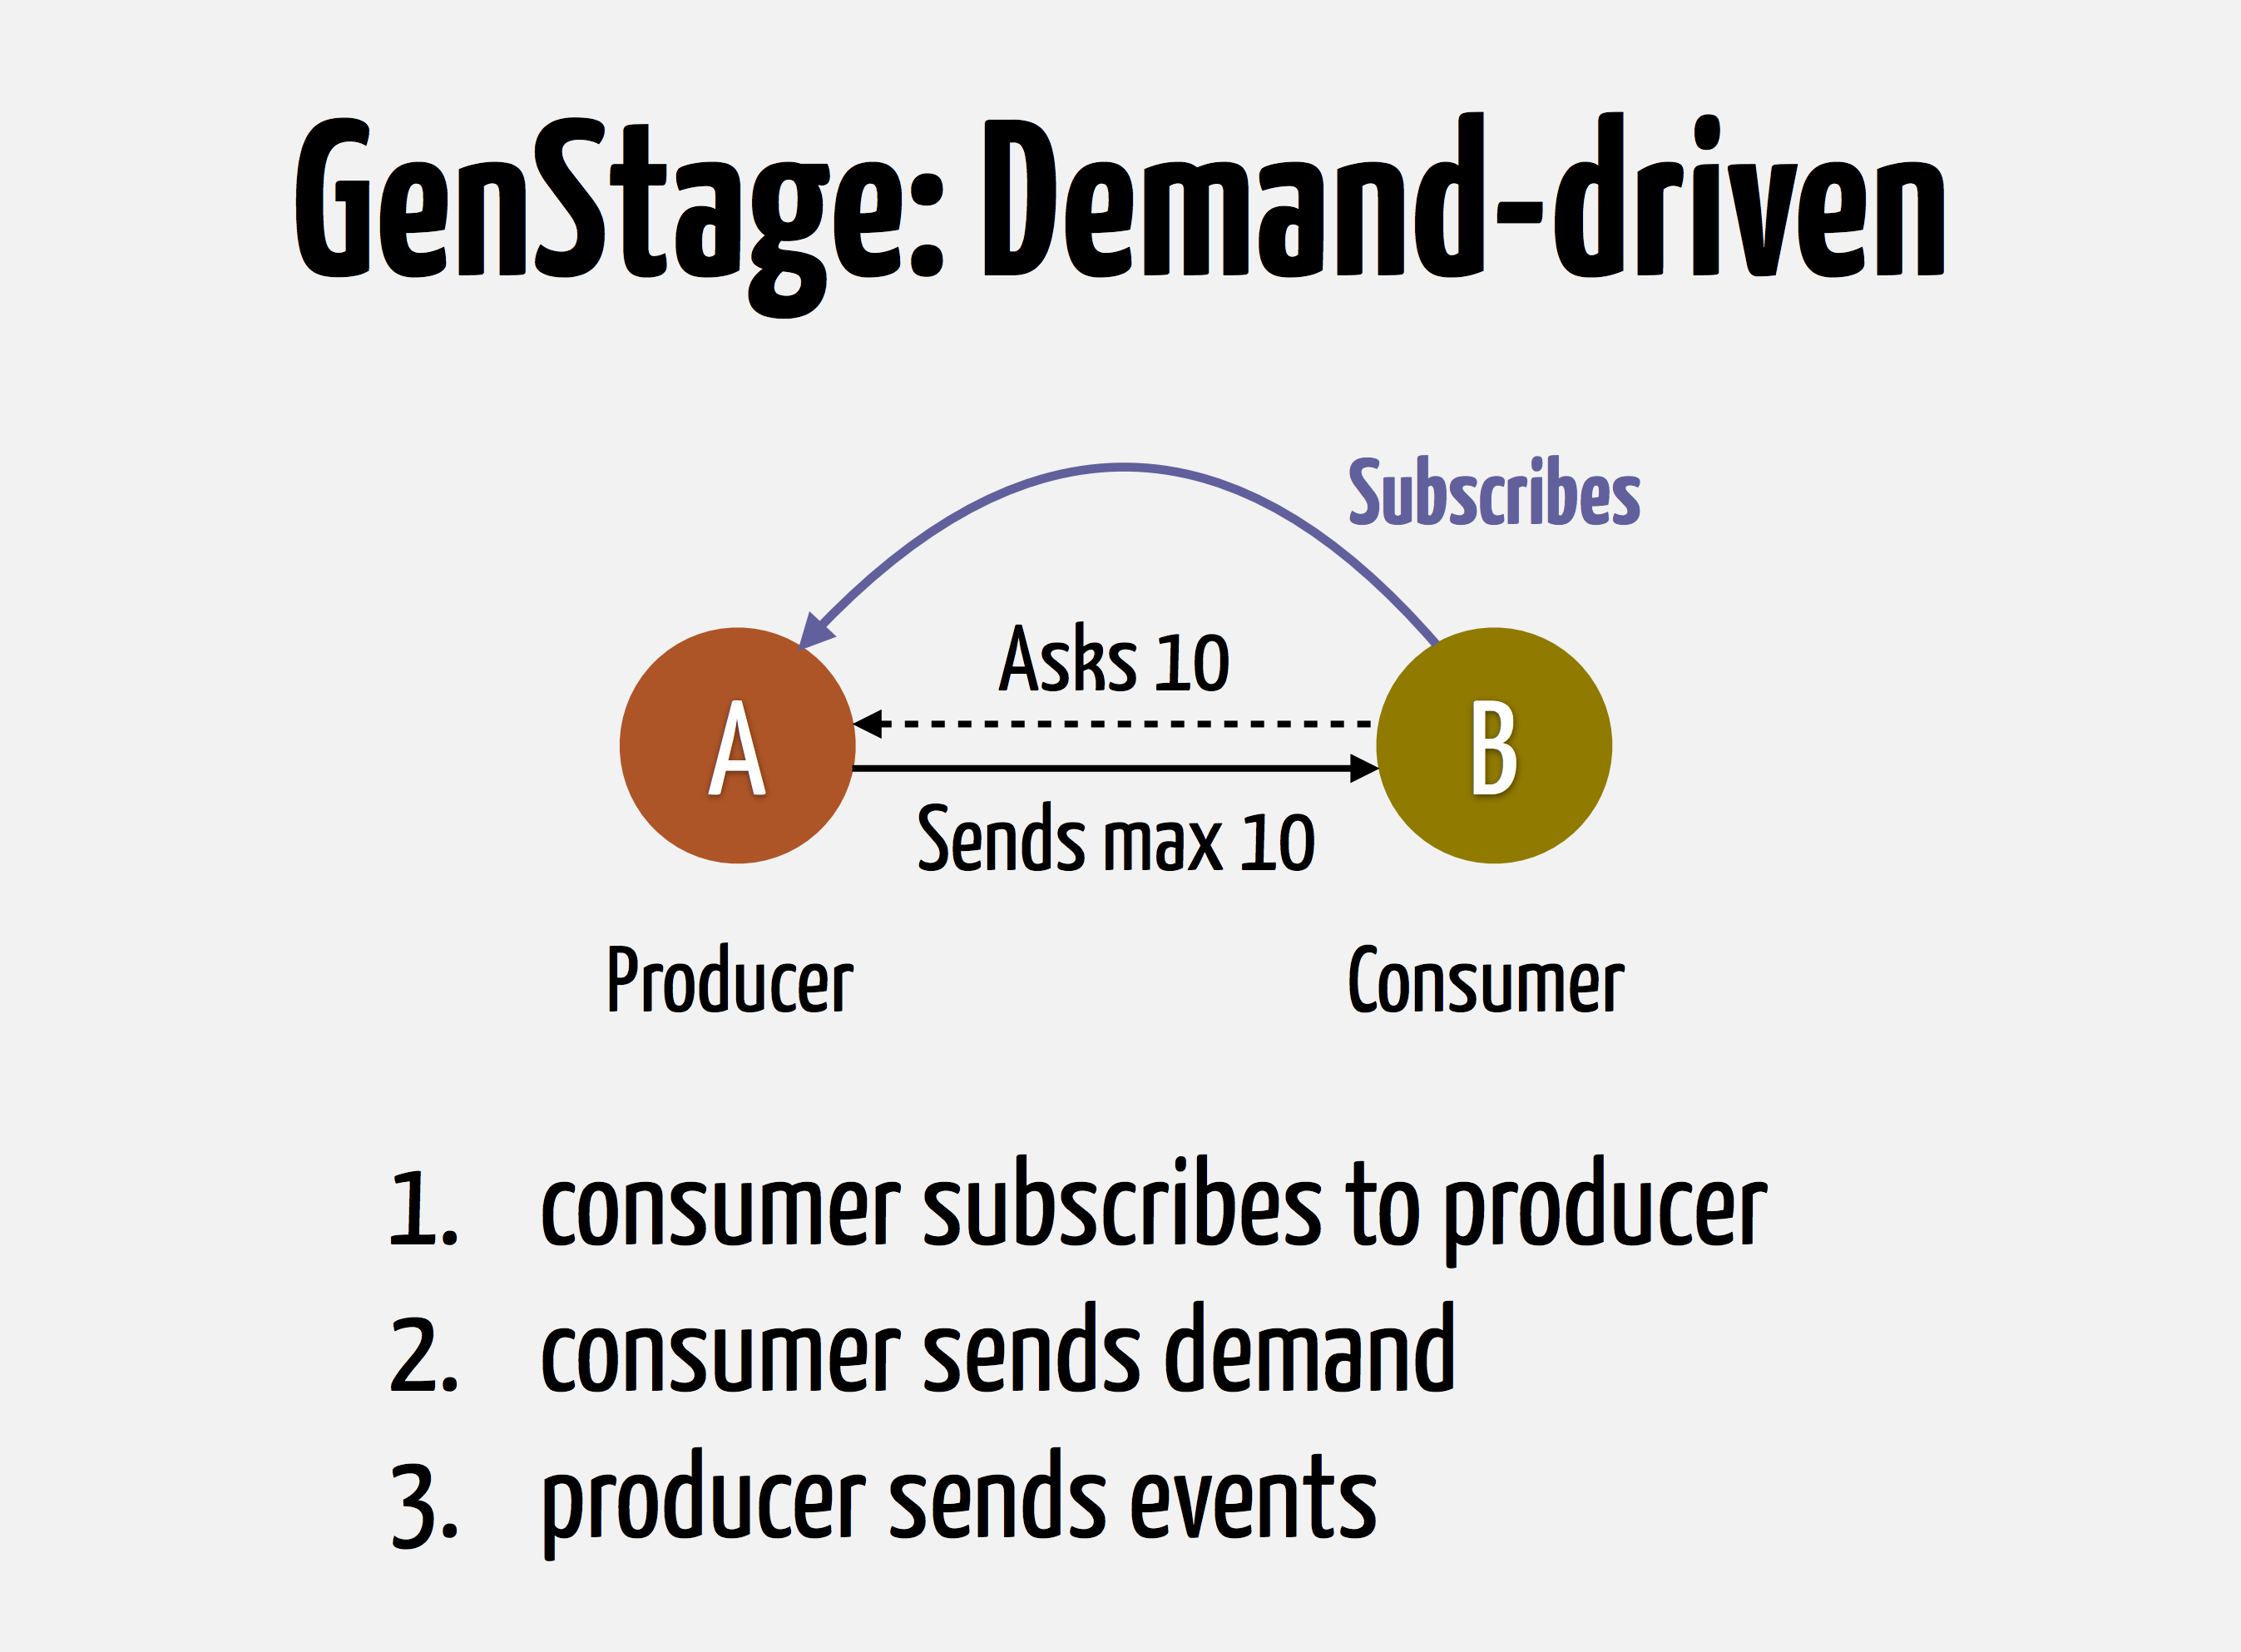 GenStage: Demand-driven
Subscribes
Asks 10
A
B
Sends max 10
Producer
Consumer
1. consumer subscribes to producer
2. consumer sends demand
3. producer sends events